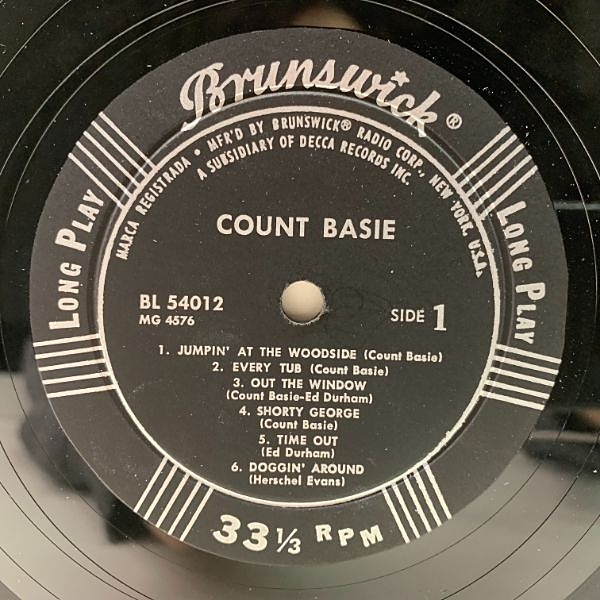 Brunswick®
MARCA REGISTRADA • MFR'D BY BRUNSWICK® RADIO CORP., NEW YORK, U.S.A.
A SUBSIDIARY OF DECCA RECORDS INC.
LONG PLAY
LONG PLAY
COUNT BASIE
BL 54012
MG 4576
SIDE 1
1. JUMPIN' AT THE WOODSIDE (Count Basie)
2. EVERY TUB (Count Basie)
3. OUT THE WINDOW
(Count Basie-Ed Durham)
4. SHORTY GEORGE
(Count Basie)
5. TIME OUT
(Ed Durham)
6. DOGGIN' AROUND
(Herschel Evans)
33 1/3 RPM